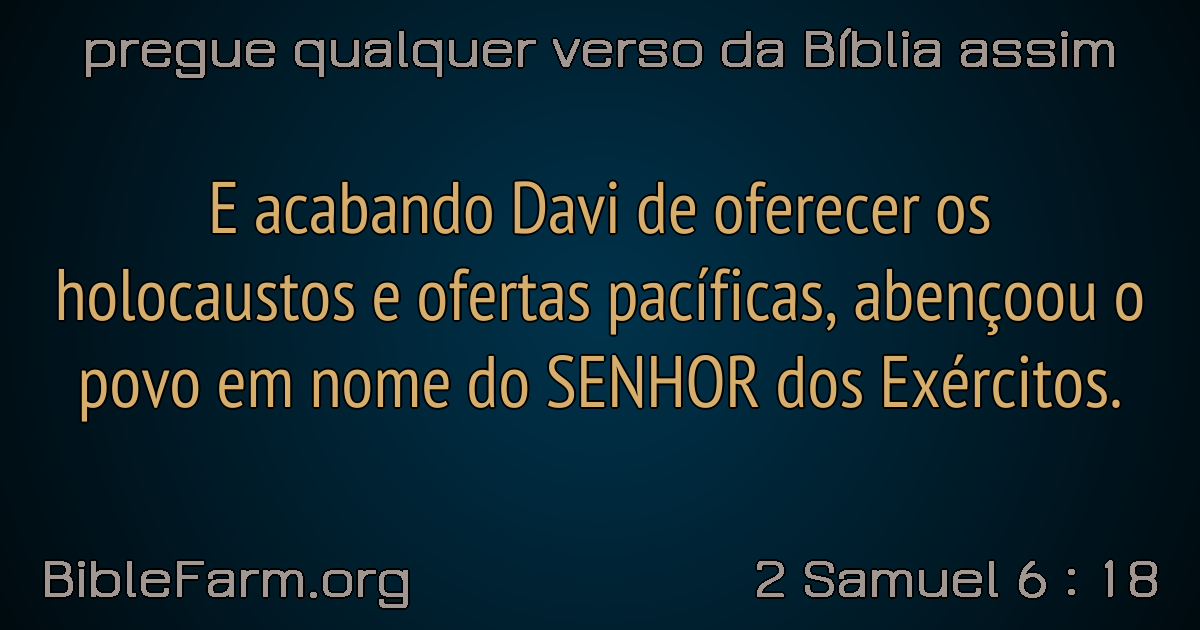 pregue qualquer verso da Bíblia assim
E acabando Davi de oferecer os
holocaustos e ofertas pacíficas, abençoou o
povo em nome do SENHOR dos Exércitos.
BibleFarm.org
2 Samuel 6 : 18